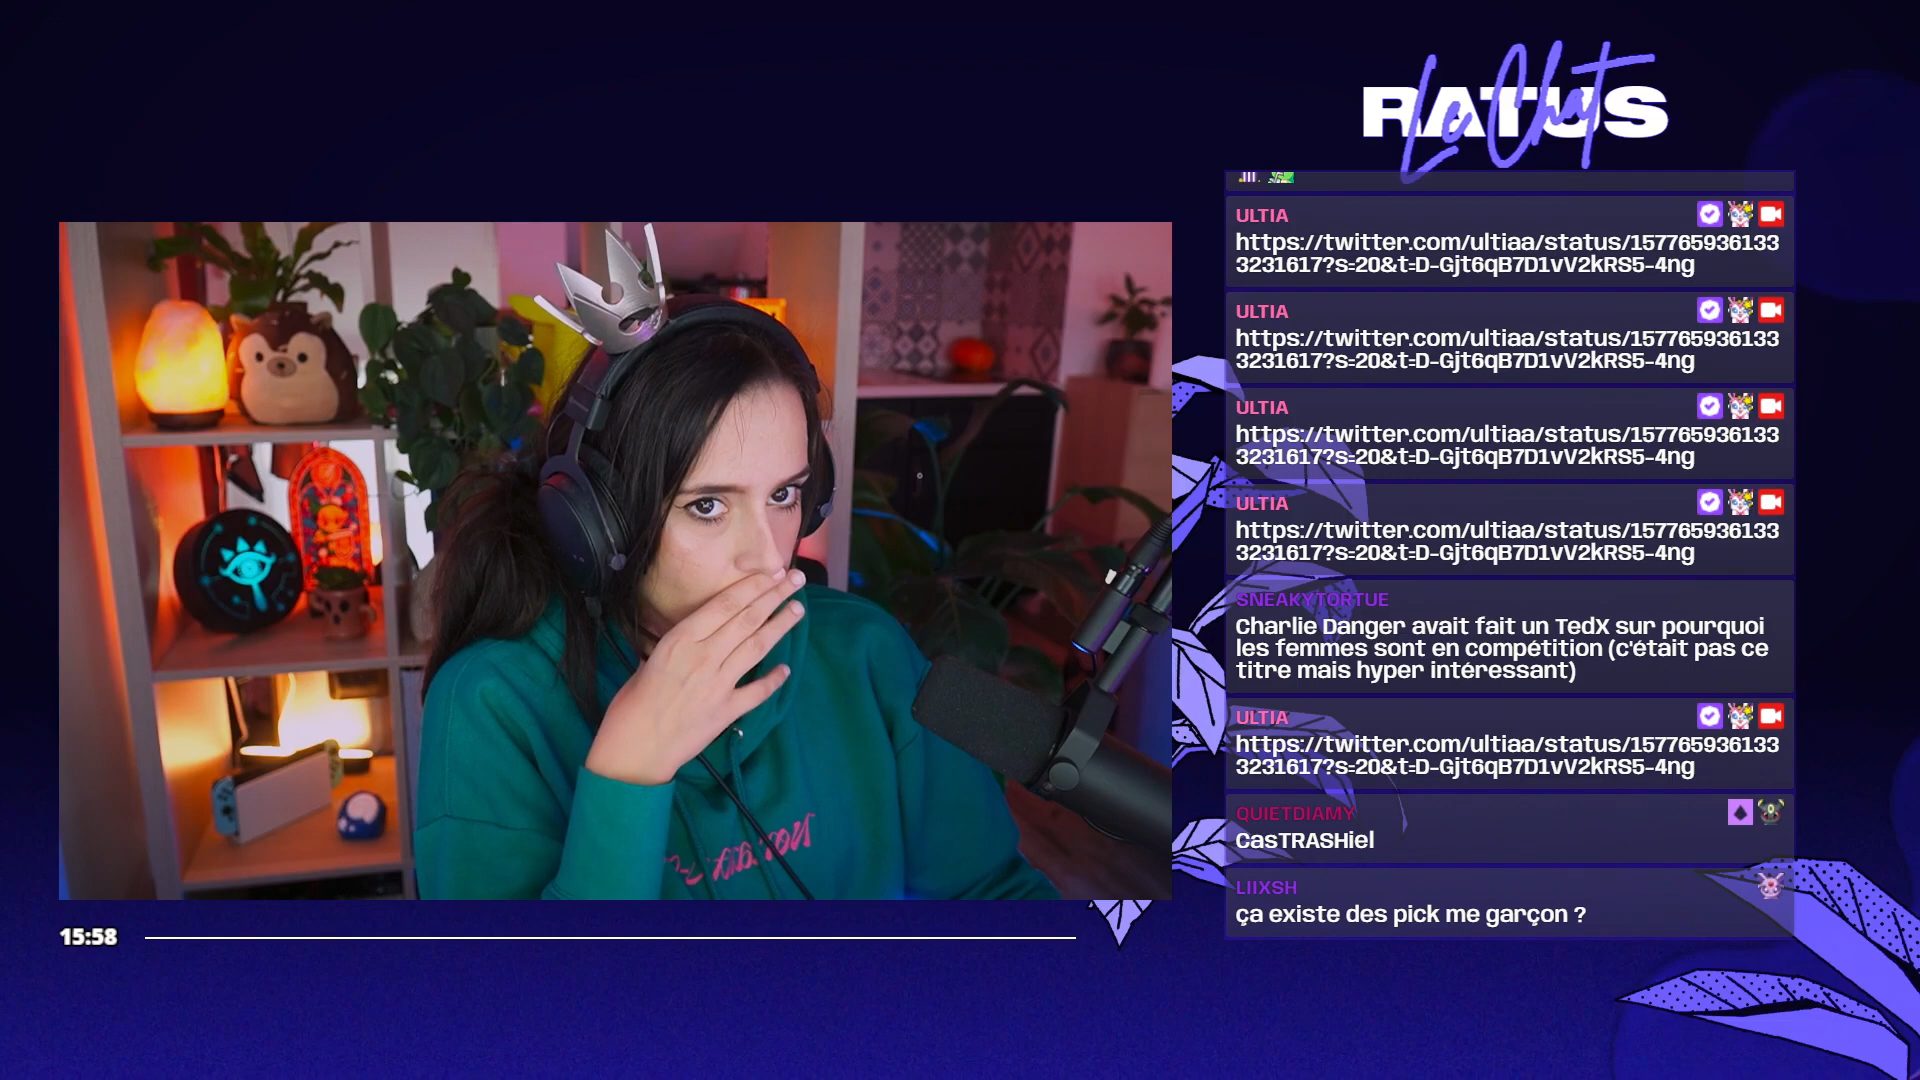 RATUS
Le Chat
ULTIA
https://twitter.com/ultiaa/status/157765936133
3231617?s=20&t=D-Gjt6qB7D1vV2kRS5-4ng
ULTIA
https://twitter.com/ultiaa/status/157765936133
3231617?s=20&t=D-Gjt6qB7D1vV2kRS5-4ng
ULTIA
https://twitter.com/ultiaa/status/157765936133
3231617?s=20&t=D-Gjt6qB7D1vV2kRS5-4ng
ULTIA
https://twitter.com/ultiaa/status/157765936133
3231617?s=20&t=D-Gjt6qB7D1vV2kRS5-4ng
SNEAKYTORTUE
Charlie Danger avait fait un TedX sur pourquoi
les femmes sont en compétition (c'était pas ce
titre mais hyper intéressant)
ULTIA
https://twitter.com/ultiaa/status/157765936133
3231617?s=20&t=D-Gjt6qB7D1vV2kRS5-4ng
QUIETDIAMY
CasTRASHiel
LIIXSH
ça existe des pick me garçon ?
15:58